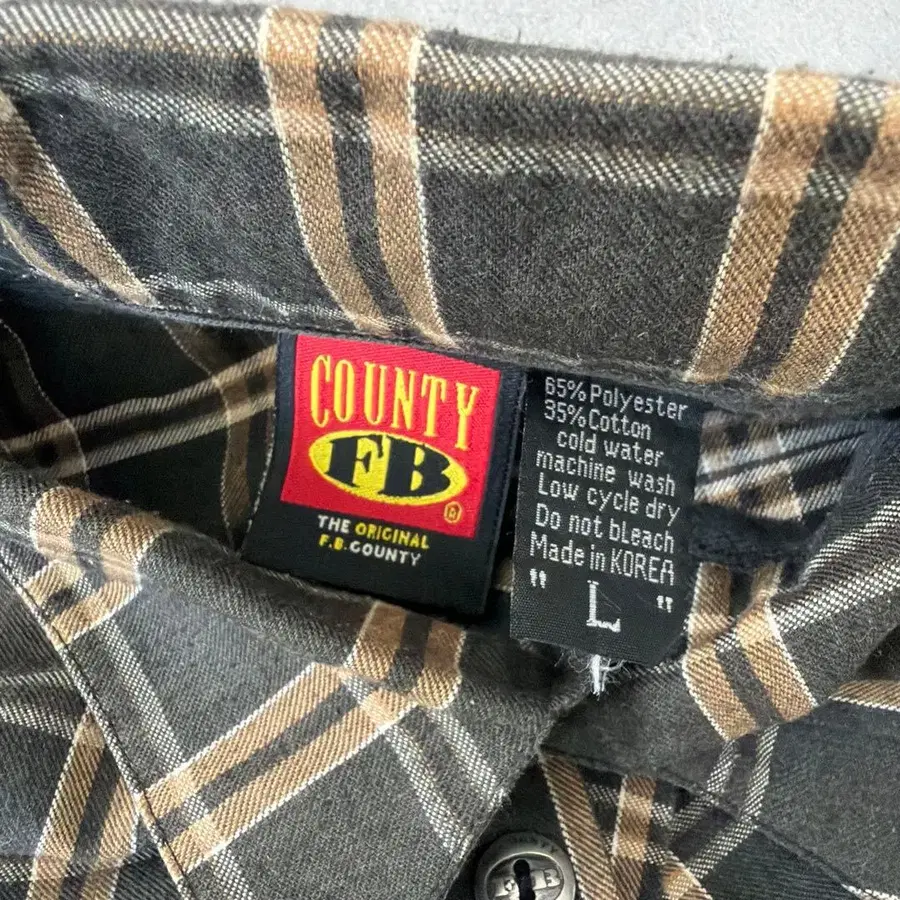 COUNTY
FB
®
THE ORIGINAL
F.B.COUNTY
65% Polyester
35% Cotton
cold water
machine wash
Low cycle dry
Do not bleach
Made in KOREA
" L "
FB